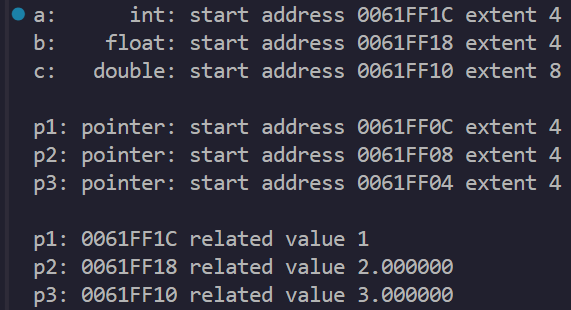 a:      int: start address 0061FF1C extent 4
b:    float: start address 0061FF18 extent 4
c:   double: start address 0061FF10 extent 8

p1: pointer: start address 0061FF0C extent 4
p2: pointer: start address 0061FF08 extent 4
p3: pointer: start address 0061FF04 extent 4

p1: 0061FF1C related value 1
p2: 0061FF18 related value 2.000000
p3: 0061FF10 related value 3.000000